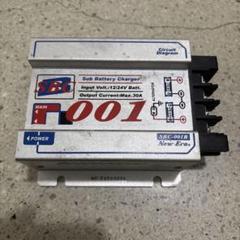 Circuit
Diagram
SBC
Sub Battery Charger
Input Volt.:12/24V Batt.
Output Current:Max.30A
MAIN
001
POWER
SBC-001B
New-Era